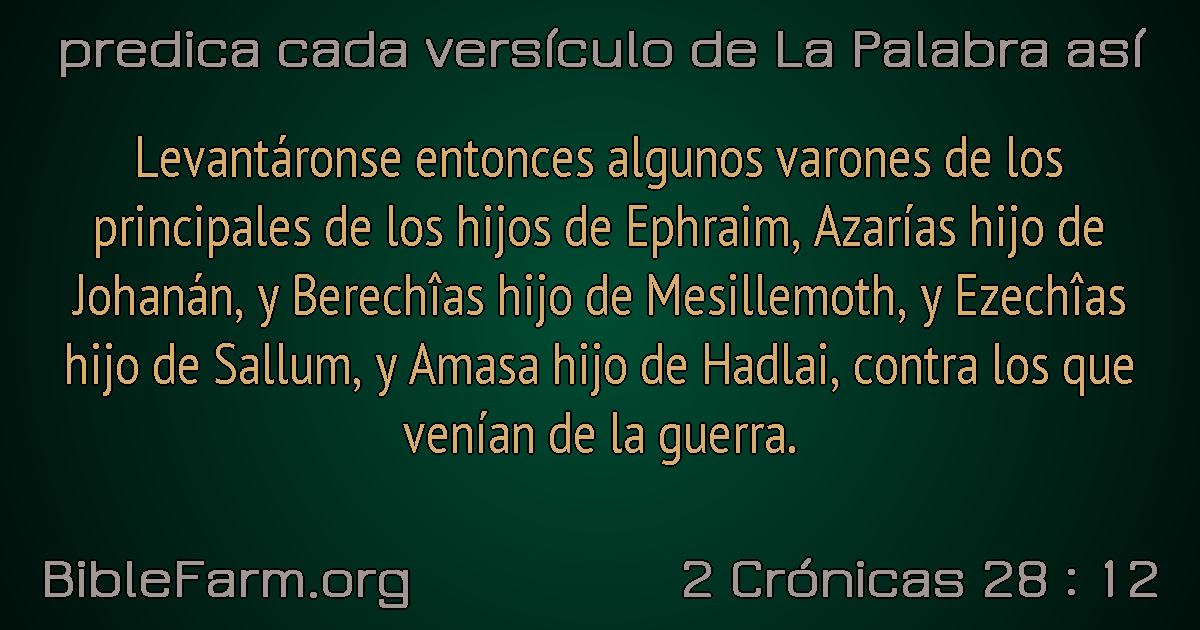 predica cada versículo de La Palabra así
Levantáronse entonces algunos varones de los
principales de los hijos de Ephraim, Azarías hijo de
Johanán, y Berechîas hijo de Mesillemoth, y Ezechîas
hijo de Sallum, y Amasa hijo de Hadlai, contra los que
venían de la guerra.
BibleFarm.org
2 Crónicas 28 : 12